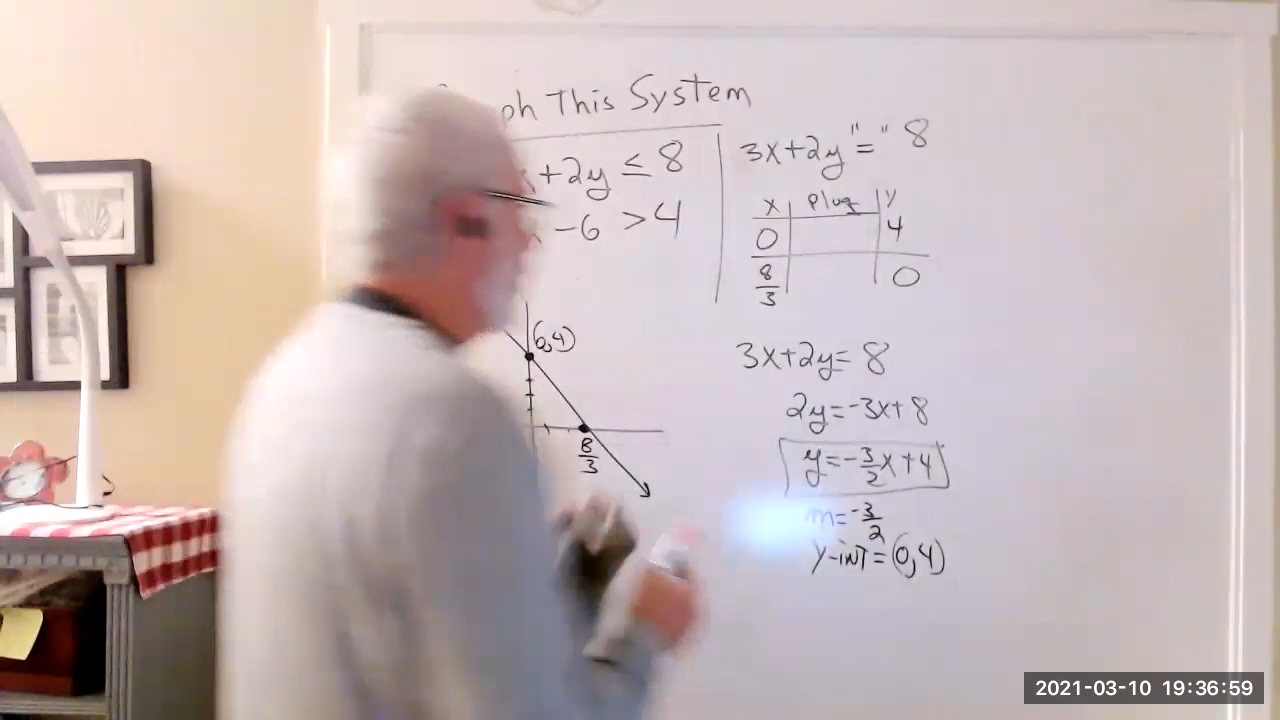 This System
+2y ≤ 8
-6 > 4
(0,4)
8/3
3x+2y "=" 8
x | Plug | y
0 | | 4
8/3 | | 0
3x+2y=8
2y=-3x+8
y=-3/2x+4
m=-3/2
y-int=(0,4)
2021-03-10 19:36:59